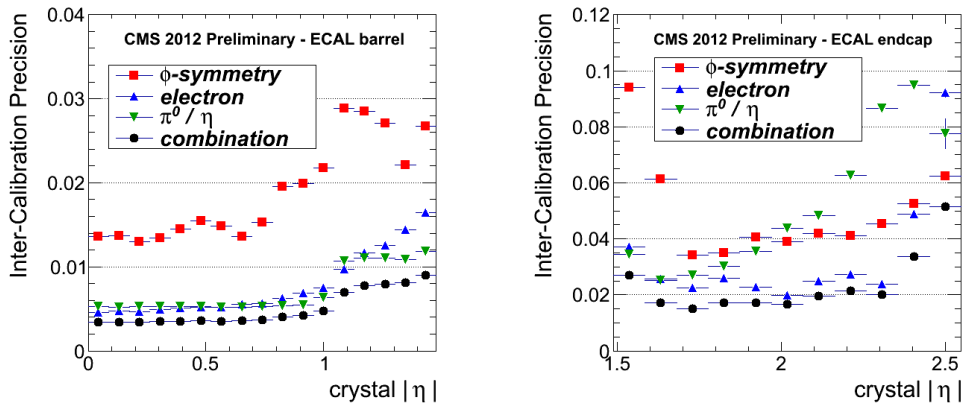 CMS 2012 Preliminary - ECAL barrel
ϕ-symmetry
electron
π⁰ / η
combination
Inter-Calibration Precision
0.04
0.03
0.02
0.01
0
0 0.5 1
crystal | η |
CMS 2012 Preliminary - ECAL endcap
ϕ-symmetry
electron
π⁰ / η
combination
Inter-Calibration Precision
0.12
0.1
0.08
0.06
0.04
0.02
0
1.5 2 2.5
crystal | η |